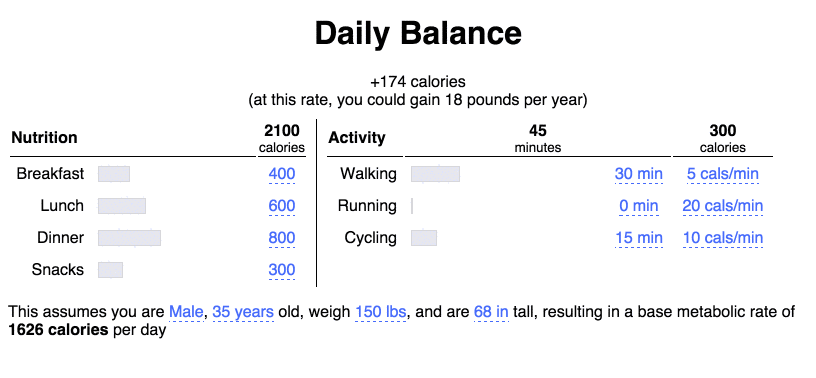 Daily Balance
+174 calories
(at this rate, you could gain 18 pounds per year)
Nutrition 2100 calories
Breakfast 400
Lunch 600
Dinner 800
Snacks 300
Activity 45 minutes 300 calories
Walking 30 min 5 cals/min
Running 0 min 20 cals/min
Cycling 15 min 10 cals/min
This assumes you are Male, 35 years old, weigh 150 lbs, and are 68 in tall, resulting in a base metabolic rate of
1626 calories per day